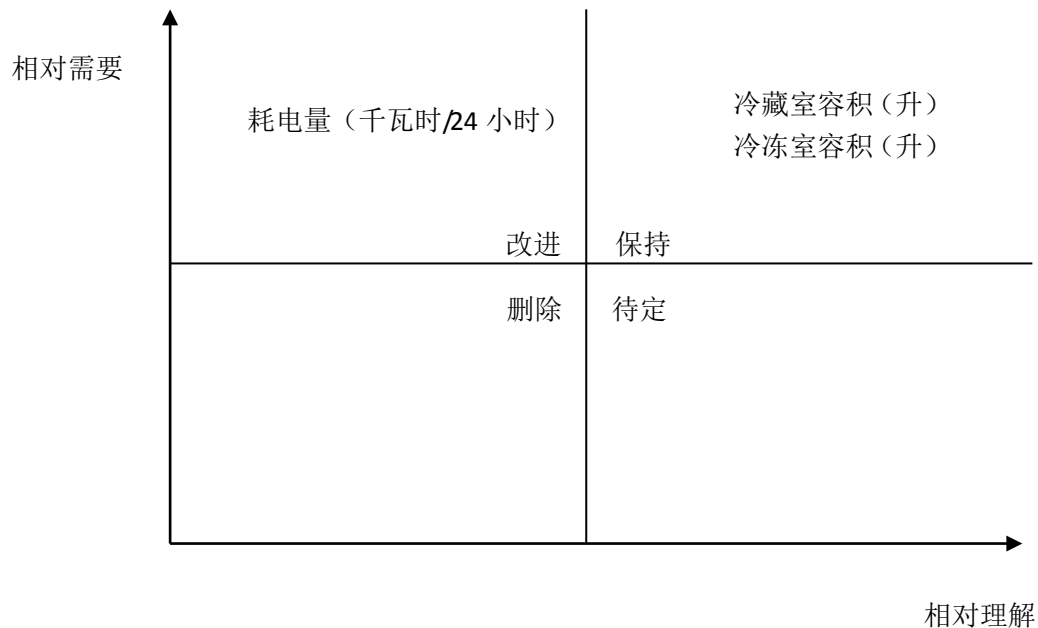 相对需要
耗电量（千瓦时/24 小时）
冷藏室容积（升）
冷冻室容积（升）
改进
保持
删除
待定
相对理解